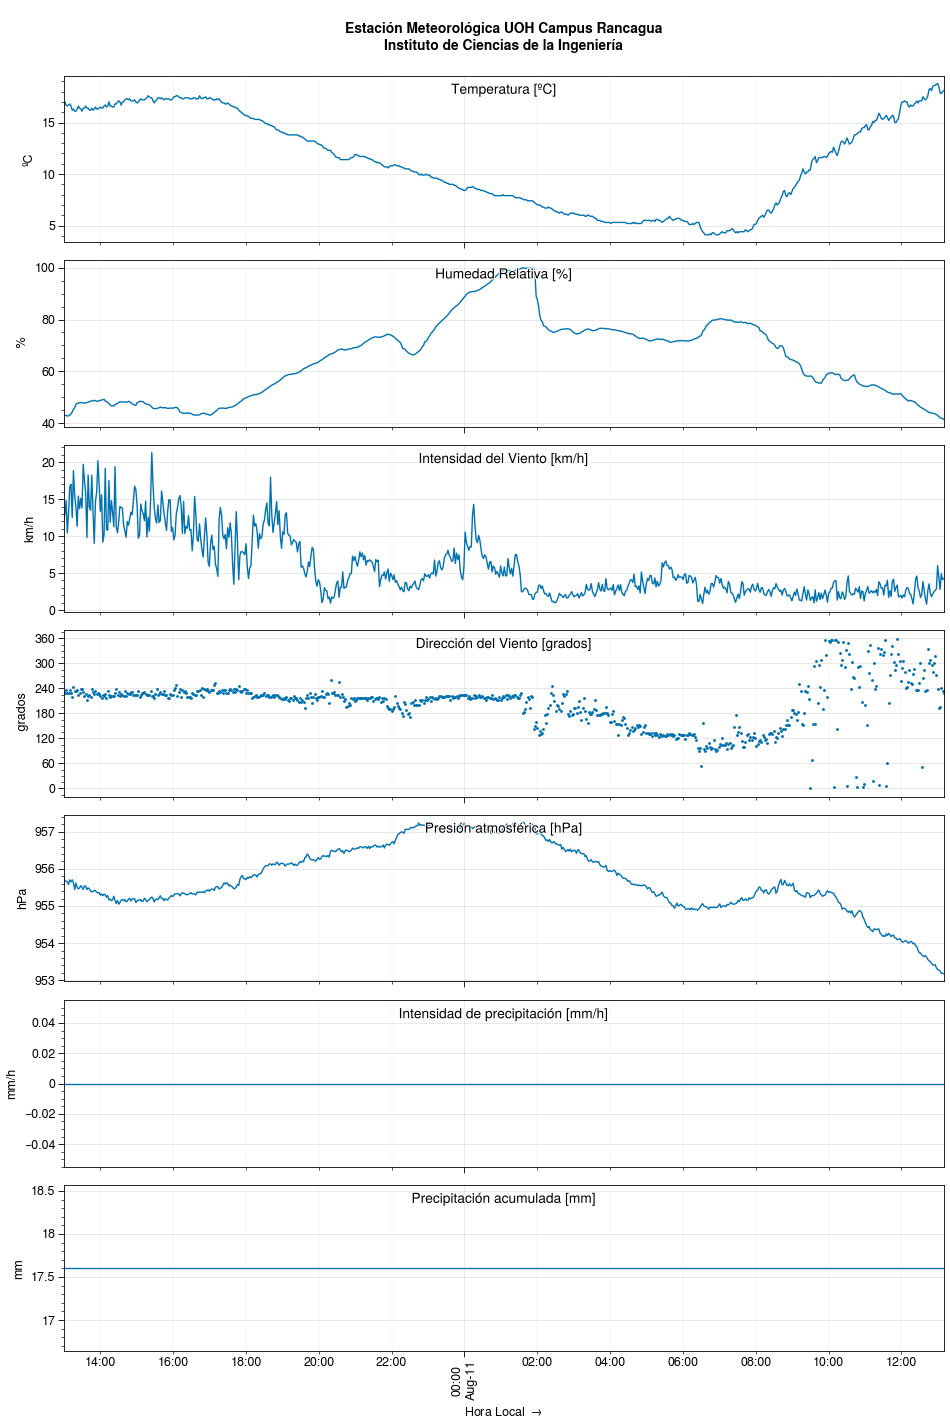 Estación Meteorológica UOH Campus Rancagua
Instituto de Ciencias de la Ingeniería
Temperatura [ºC]
15
10
5
ºC
Humedad Relativa [%]
100
80
60
40
%
Intensidad del Viento [km/h]
20
15
10
5
0
km/h
Dirección del Viento [grados]
360
300
240
180
120
60
0
grados
Presión atmosférica [hPa]
957
956
955
954
953
hPa
Intensidad de precipitación [mm/h]
0.04
0.02
0
−0.02
−0.04
mm/h
Precipitación acumulada [mm]
18.5
18
17.5
17
mm
14:00 16:00 18:00 20:00 22:00 00:00 02:00 04:00 06:00 08:00 10:00 12:00
Aug-11
Hora Local →